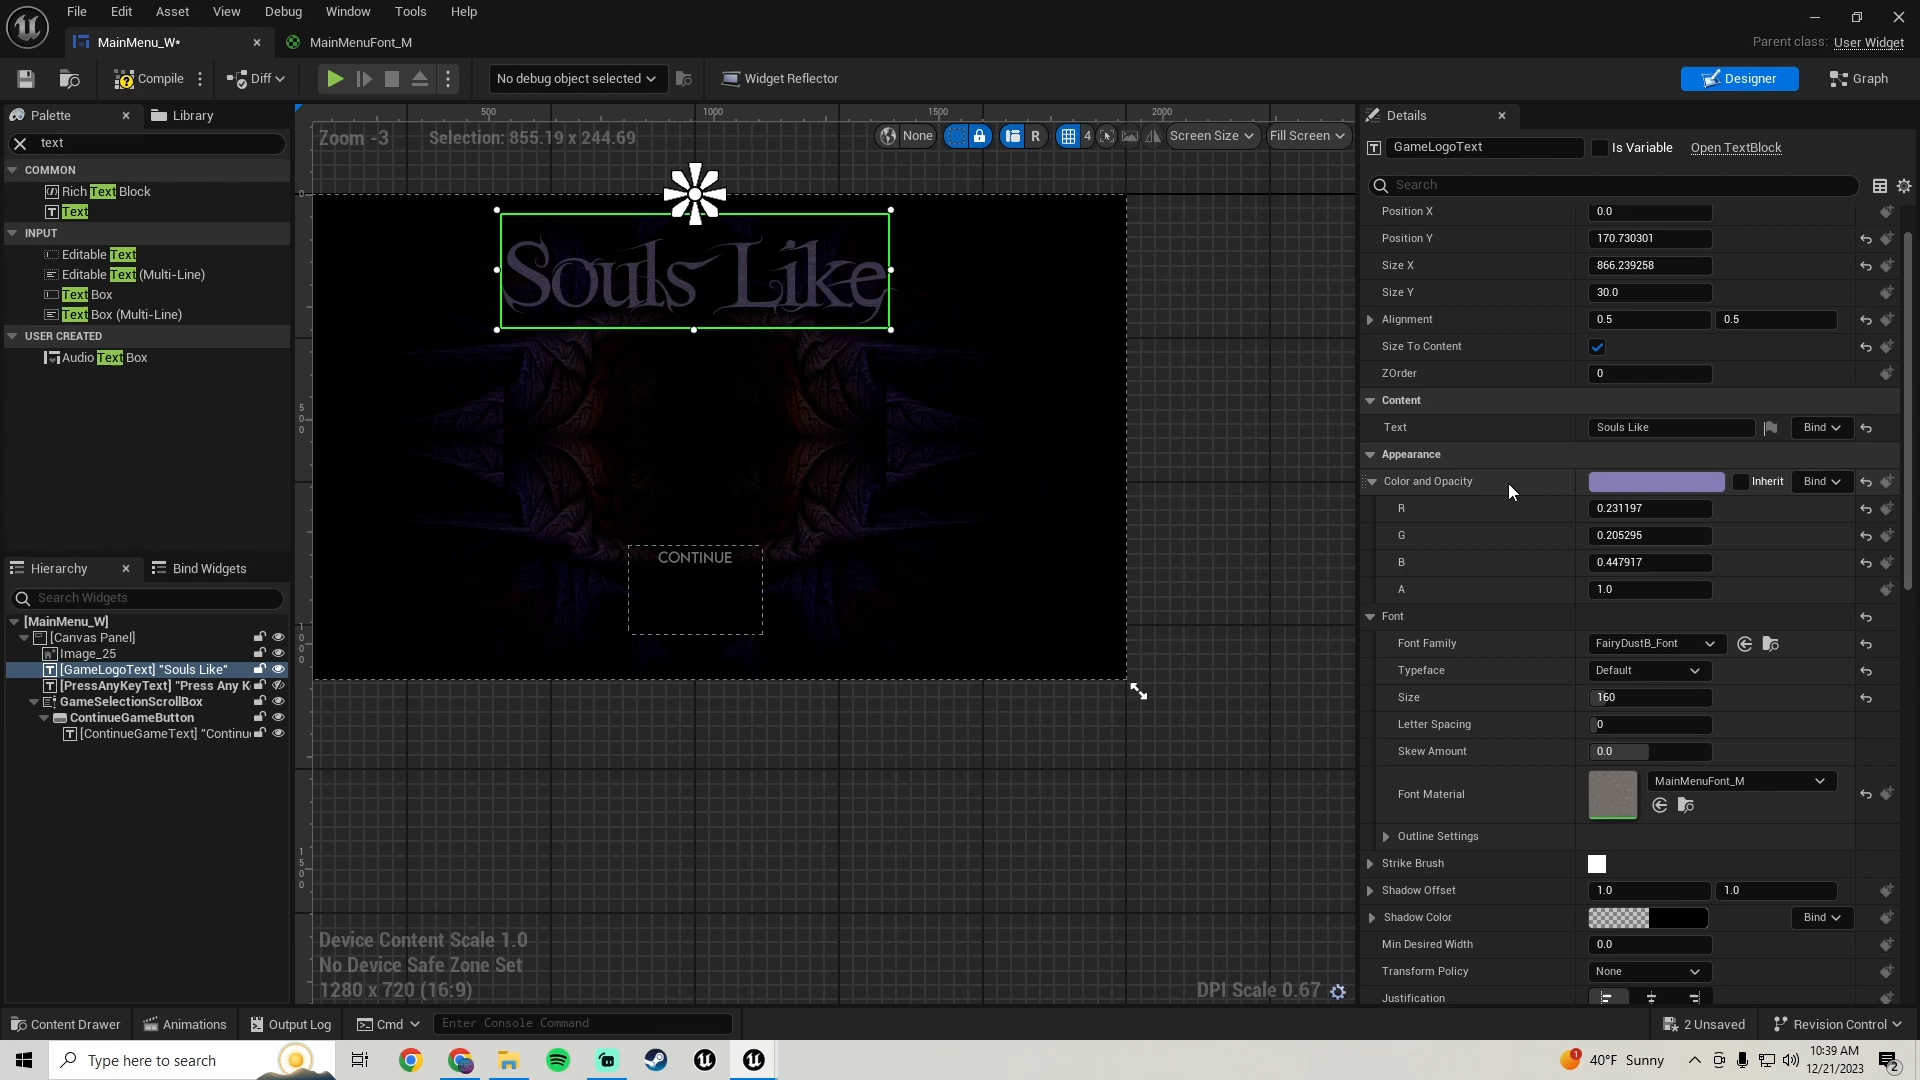 File Edit Asset View Debug Window Tools Help
MainMenu_W*
MainMenuFont_M
Parent class: User Widget
Compile
Diff
No debug object selected
Widget Reflector
Designer
Graph
Palette
Library
text
COMMON
Rich Text Block
Text
INPUT
Editable Text
Editable Text (Multi-Line)
Text Box
Text Box (Multi-Line)
USER CREATED
Audio Text Box
Hierarchy
Bind Widgets
Search Widgets
[MainMenu_W]
[Canvas Panel]
Image_25
[GameLogoText] "Souls Like"
[PressAnyKeyText] "Press Any K
GameSelectionScrollBox
ContinueGameButton
[ContinueGameText] "Continu
500
1000
1500
2000
Zoom -3
Selection: 855.19 x 244.69
None
R
4
Screen Size
Fill Screen
0
500
1000
1500
Souls Like
CONTINUE
Device Content Scale 1.0
No Device Safe Zone Set
1280 x 720 (16:9)
DPI Scale 0.67
Details
GameLogoText
Is Variable
Open TextBlock
Search
Position X 0.0
Position Y 170.730301
Size X 866.239258
Size Y 30.0
Alignment 0.5 0.5
Size To Content
ZOrder 0
Content
Text Souls Like Bind
Appearance
Color and Opacity Inherit Bind
R 0.231197
G 0.205295
B 0.447917
A 1.0
Font
Font Family FairyDustB_Font
Typeface Default
Size 160
Letter Spacing 0
Skew Amount 0.0
Font Material MainMenuFont_M
Outline Settings
Strike Brush
Shadow Offset 1.0 1.0
Shadow Color Bind
Min Desired Width 0.0
Transform Policy None
Justification
Content Drawer
Animations
Output Log
Cmd
Enter Console Command
2 Unsaved
Revision Control
Type here to search
1
40°F Sunny
10:39 AM
12/21/2023
2